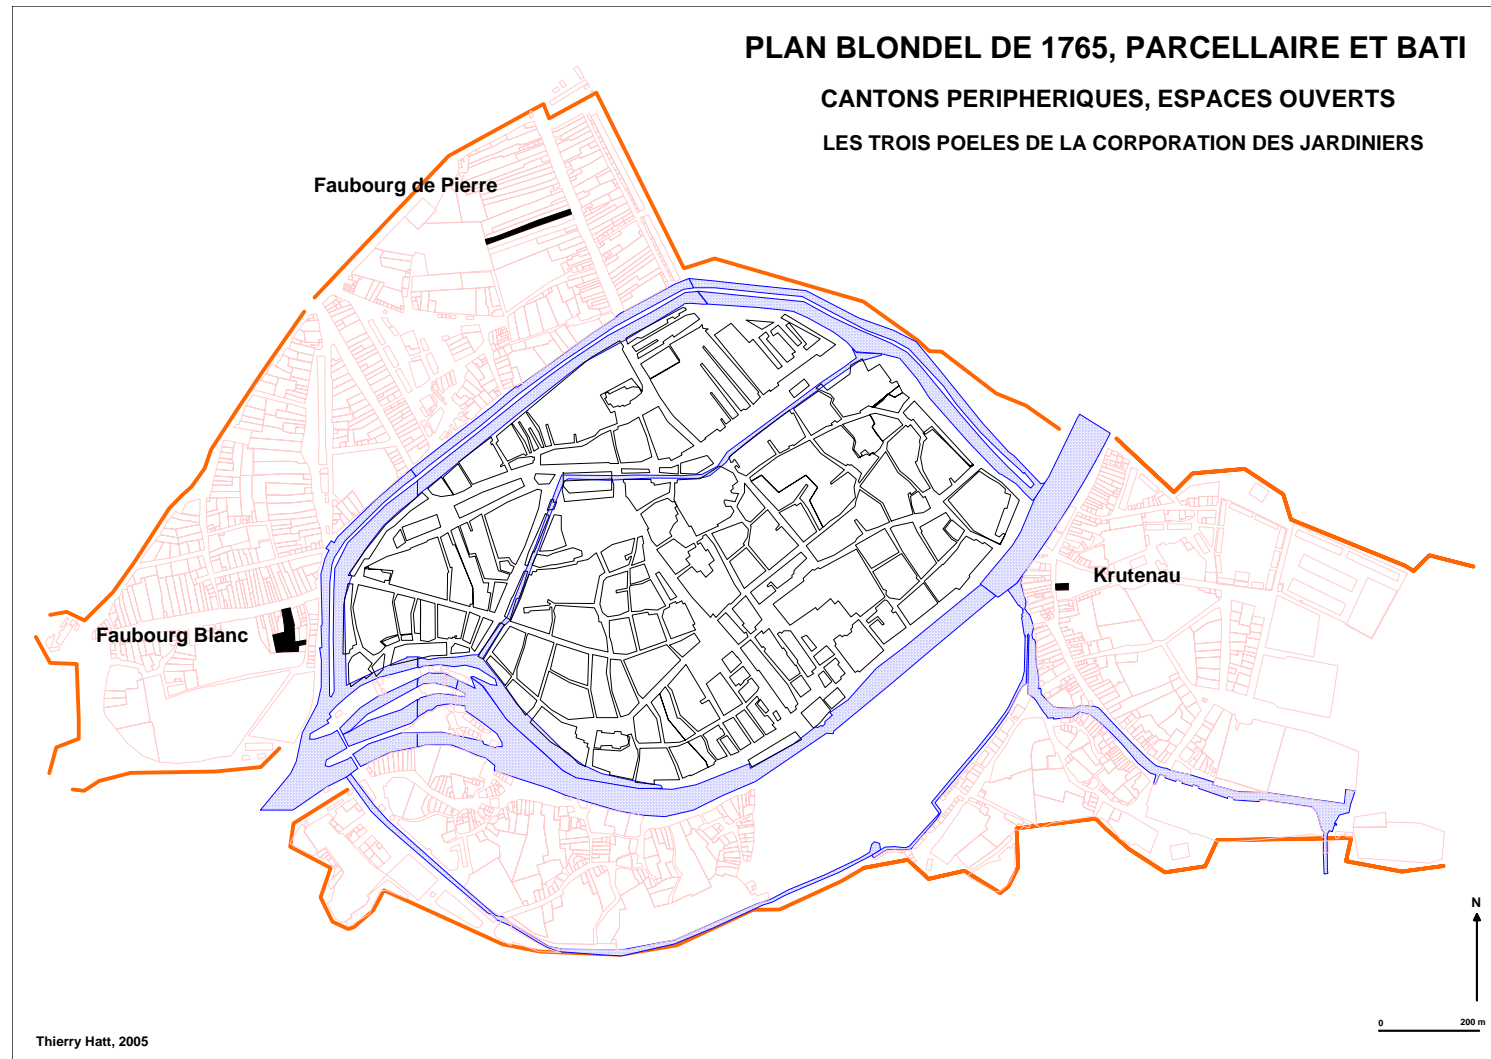 PLAN BLONDEL DE 1765, PARCELLAIRE ET BATI
CANTONS PERIPHERIQUES, ESPACES OUVERTS
LES TROIS POELES DE LA CORPORATION DES JARDINIERS
Faubourg de Pierre
Krutenau
Faubourg Blanc
N
0 200 m
Thierry Hatt, 2005